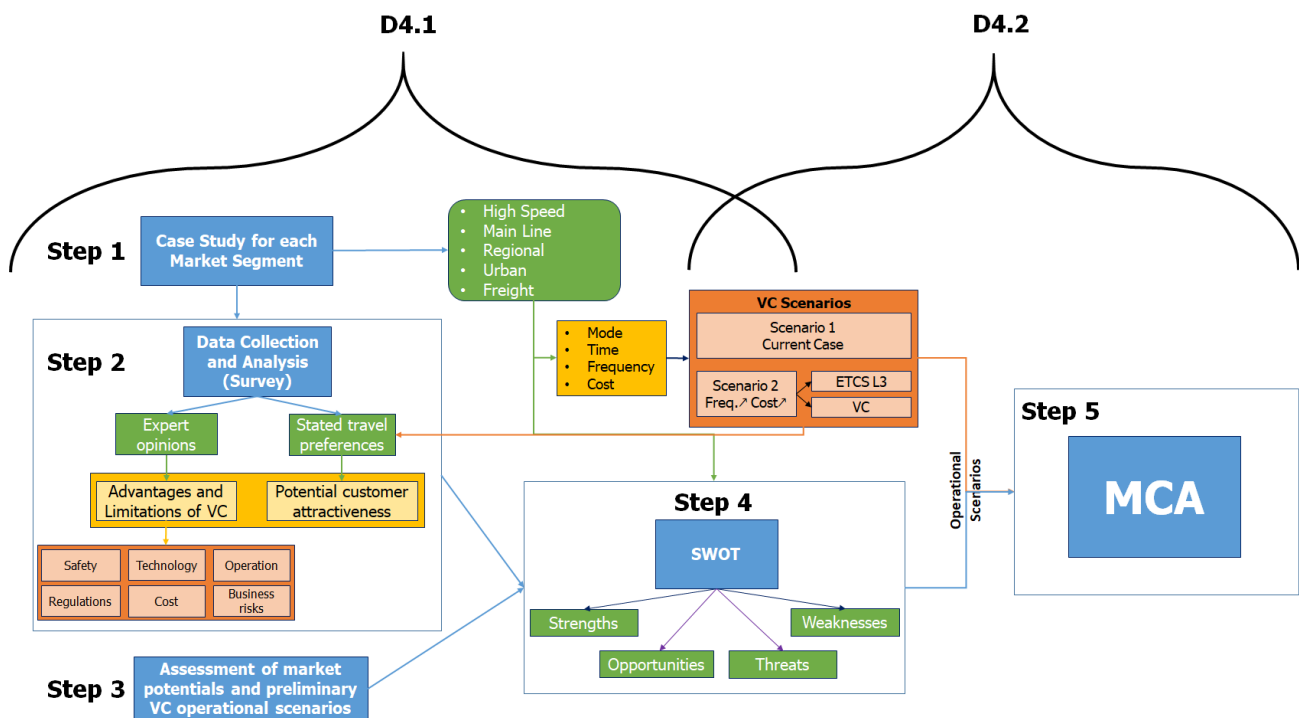 D4.1
D4.2
Step 1
Case Study for each
Market Segment
• High Speed
• Main Line
• Regional
• Urban
• Freight
• Mode
• Time
• Frequency
• Cost
VC Scenarios
Scenario 1
Current Case
Scenario 2
Freq.↗ Cost↗
ETCS L3
VC
Step 2
Data Collection
and Analysis
(Survey)
Expert
opinions
Stated travel
preferences
Advantages and
Limitations of VC
Potential customer
attractiveness
Safety
Technology
Operation
Regulations
Cost
Business
risks
Step 3
Assessment of market
potentials and preliminary
VC operational scenarios
Step 4
SWOT
Strengths
Weaknesses
Opportunities
Threats
Operational
Scenarios
Step 5
MCA